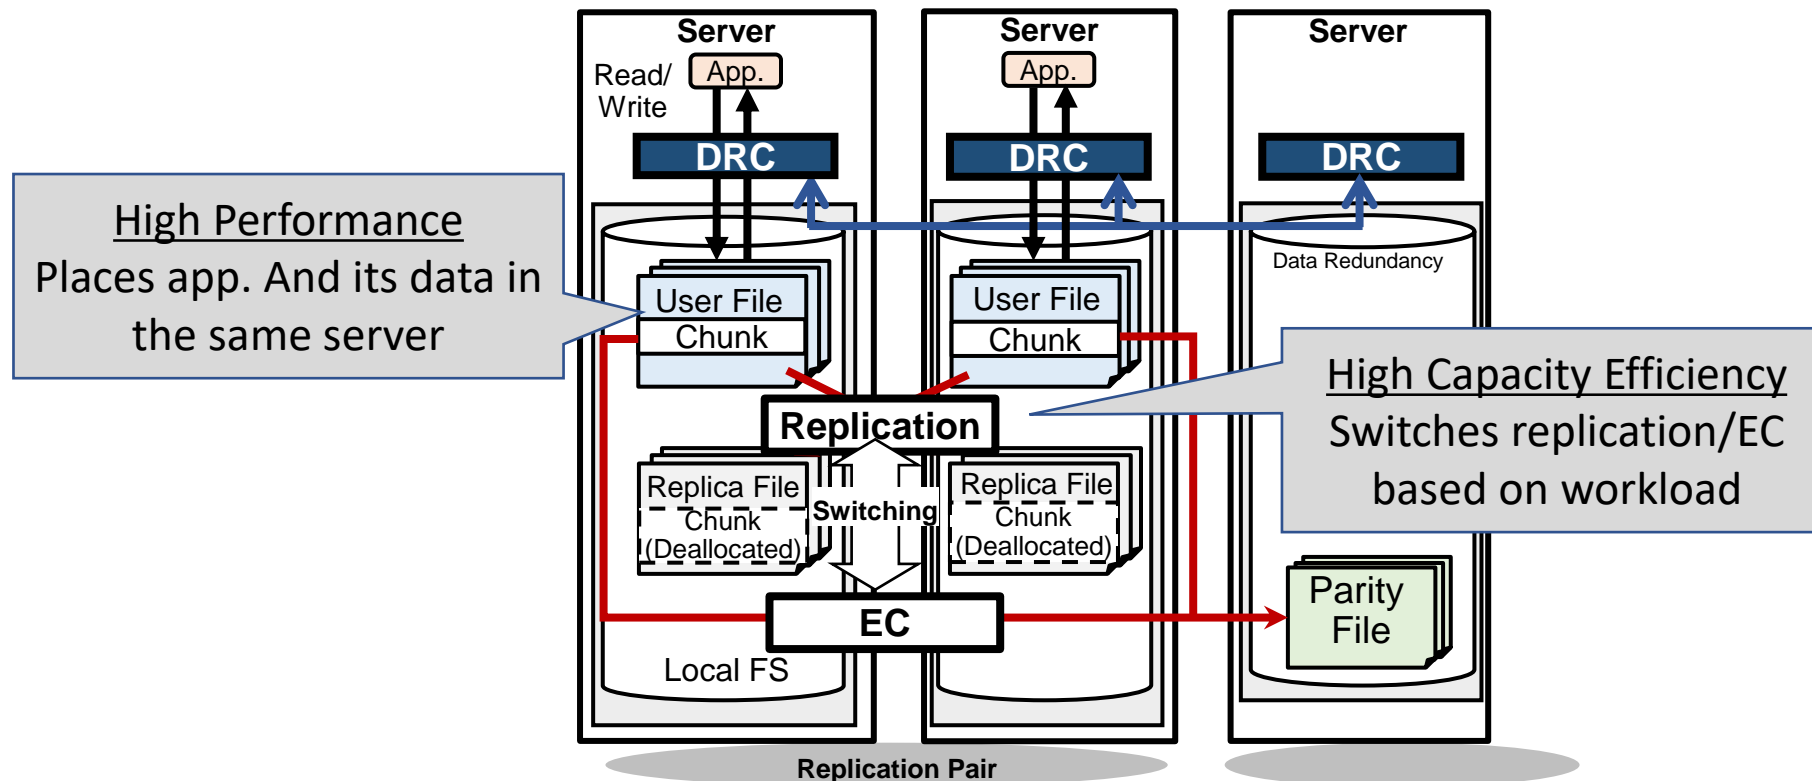 Server
Server
Server
Read/
Write
App.
App.
DRC
DRC
DRC
High Performance
Places app. And its data in
the same server
Data Redundancy
User File
Chunk
User File
Chunk
High Capacity Efficiency
Switches replication/EC
based on workload
Replication
Replica File
Chunk
(Deallocated)
Switching
Replica File
Chunk
(Deallocated)
Parity
File
EC
Local FS
Replication Pair